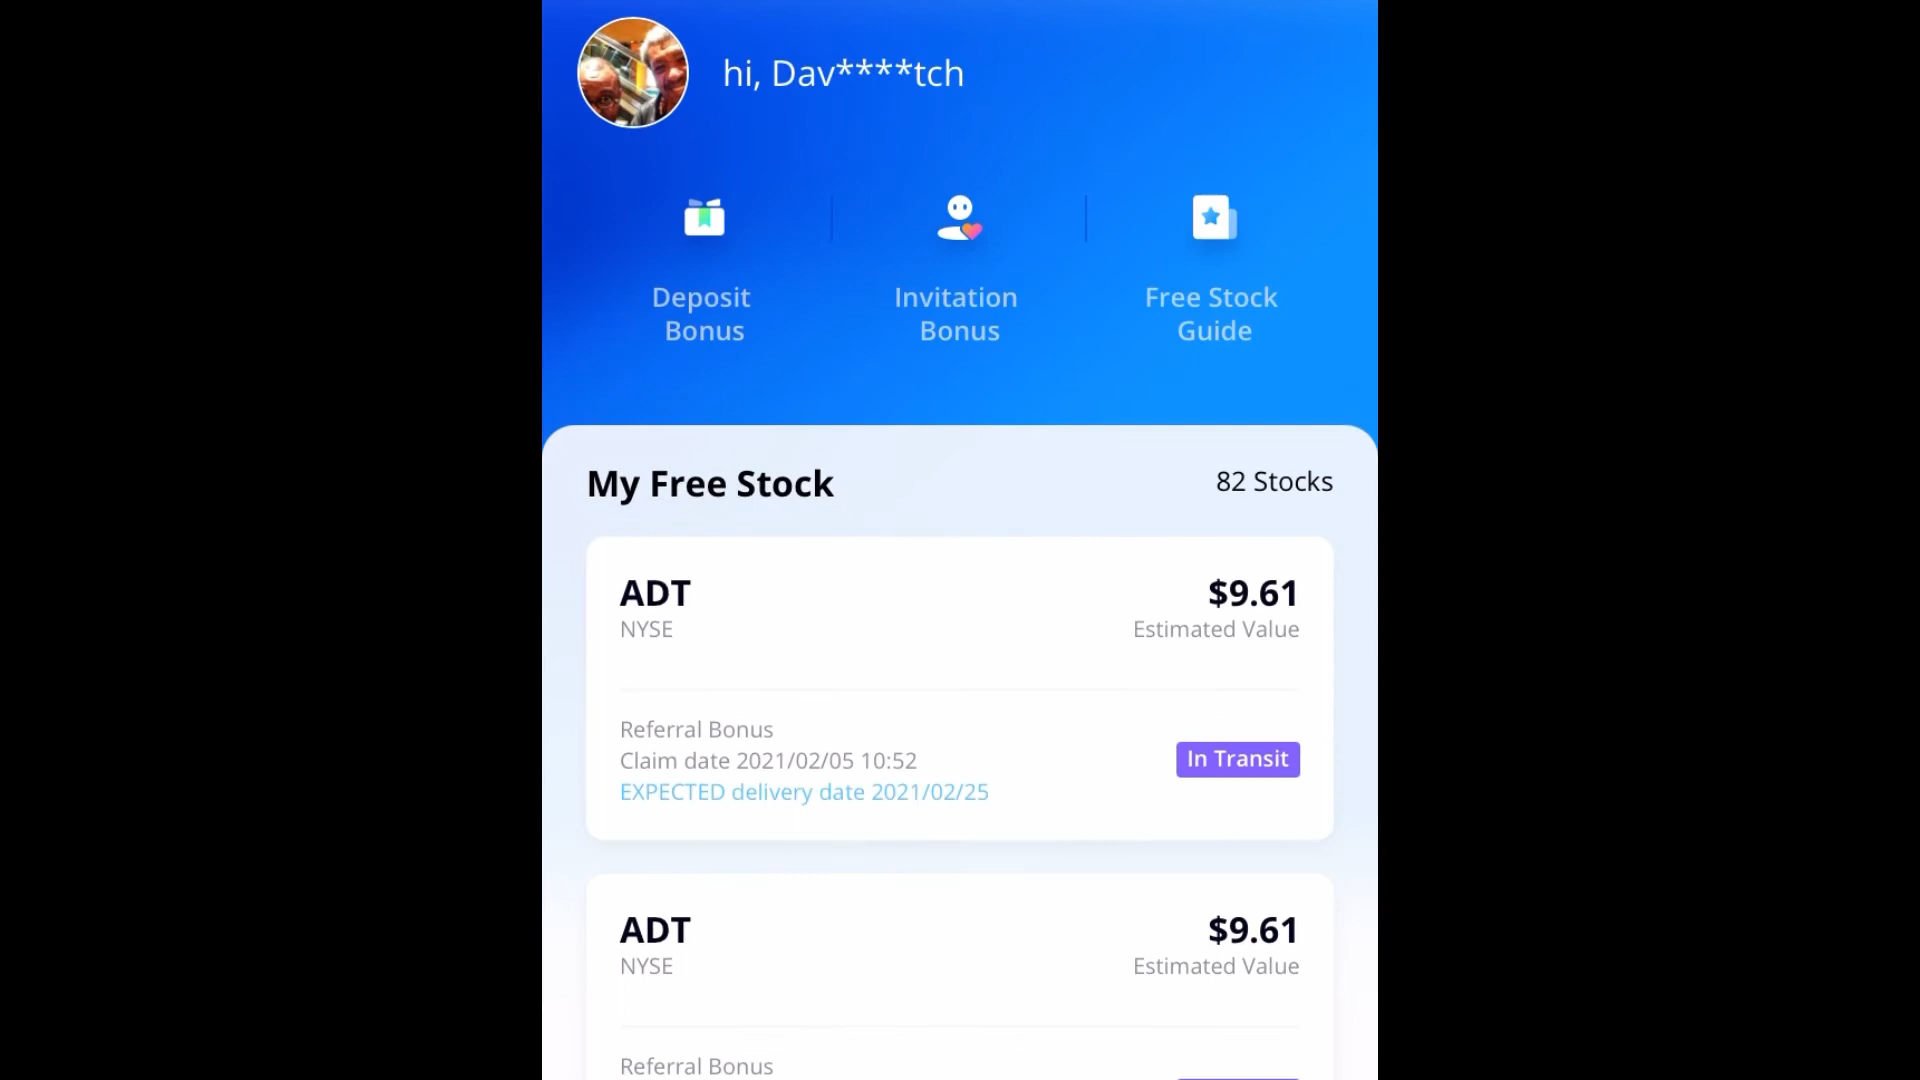 hi, Dav****tch
Deposit
Bonus
Invitation
Bonus
Free Stock
Guide
My Free Stock
82 Stocks
ADT
$9.61
NYSE
Estimated Value
Referral Bonus
Claim date 2021/02/05 10:52
In Transit
EXPECTED delivery date 2021/02/25
ADT
$9.61
NYSE
Estimated Value
Referral Bonus